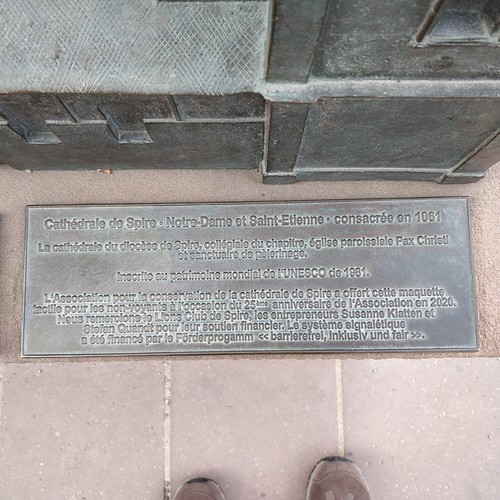 Cathédrale de Spire · Notre-Dame et Saint-Etienne · consacrée en 1061
La cathédrale du diocèse de Spire, collégiale du chapitre, église paroissiale Pax Christi
et sanctuaire de pèlerinage.
Inscrite au patrimoine mondial de l'UNESCO de 1981.
L'Association pour la conservation de la cathédrale de Spire a offert cette maquette
tactile pour les non-voyants à l'occasion du 25ème anniversaire de l'Association en 2020.
Nous remercions le Lions Club de Spire, les entrepreneurs Susanne Klatten et
Stefan Quandt pour leur soutien financier. Le système signalétique
a été financé par le Förderprogamm << barrierefrei, inklusiv und fair >>.